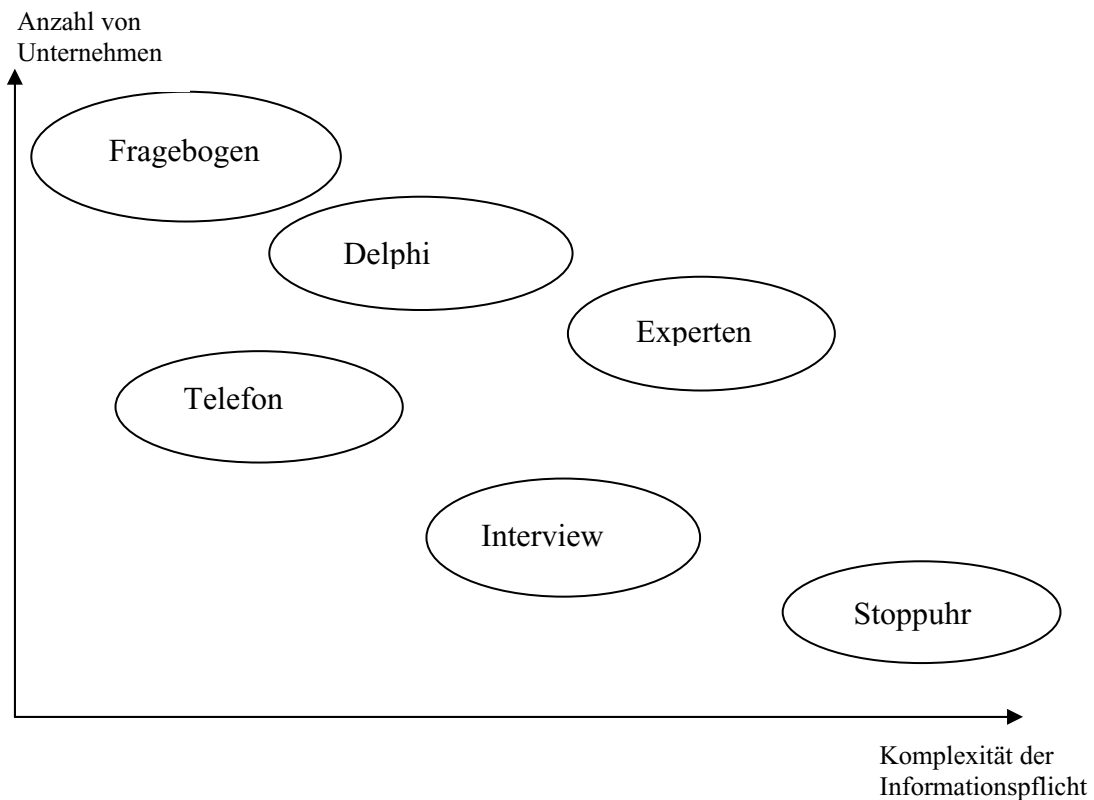 Anzahl von
Unternehmen
Fragebogen
Delphi
Experten
Telefon
Interview
Stoppuhr
Komplexität der
Informationspflicht